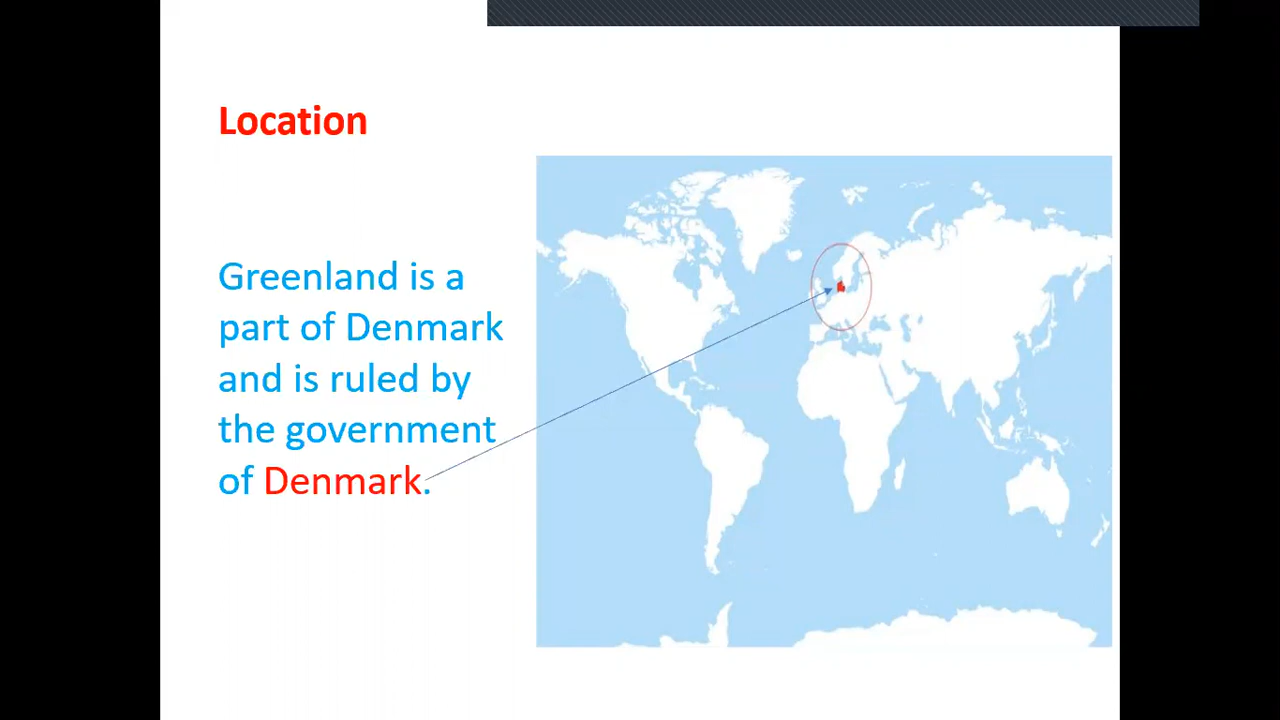 Location
Greenland is a
part of Denmark
and is ruled by
the government
of Denmark.